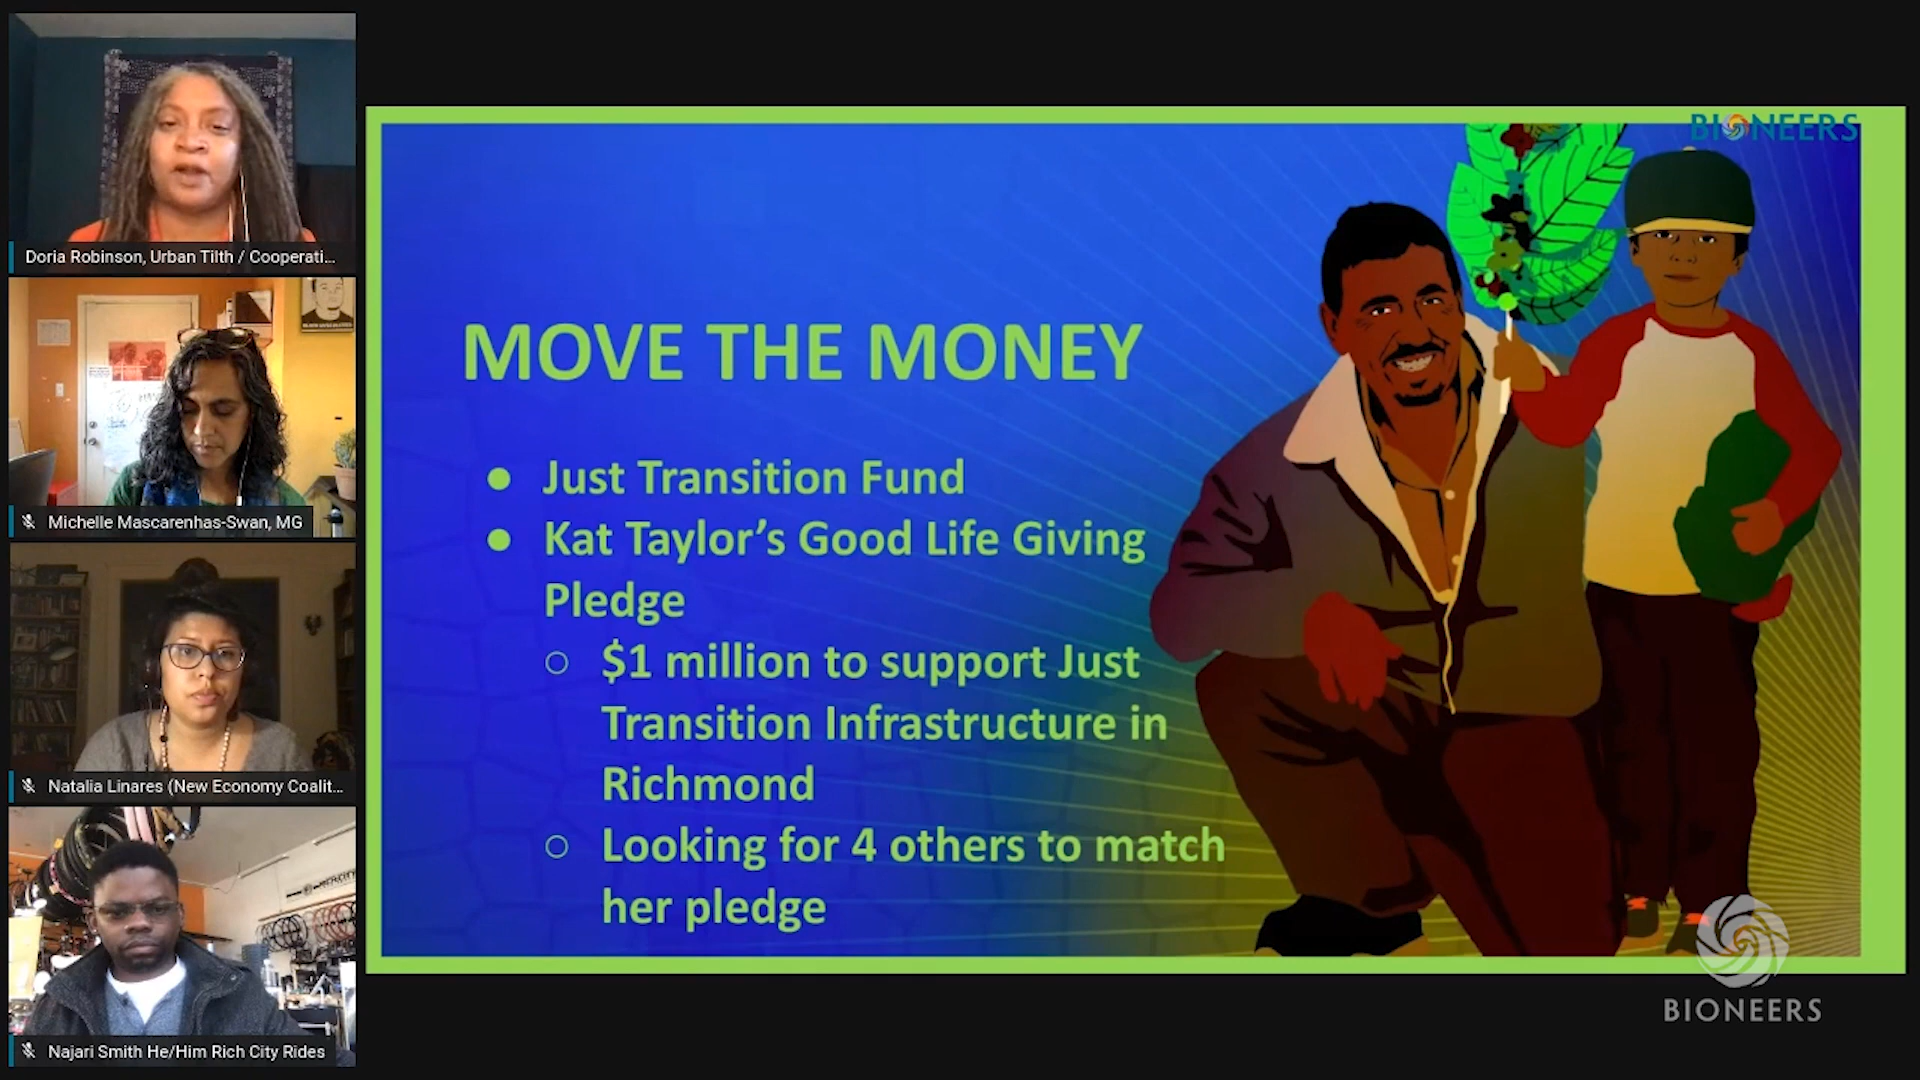 Doria Robinson, Urban Tilth / Cooperati...
Michelle Mascarenhas-Swan, MG
Natalia Linares (New Economy Coalit...
Najari Smith He/Him Rich City Rides
BIONEERS
MOVE THE MONEY
● Just Transition Fund
● Kat Taylor’s Good Life Giving
Pledge
○ $1 million to support Just
Transition Infrastructure in
Richmond
○ Looking for 4 others to match
her pledge
BIONEERS